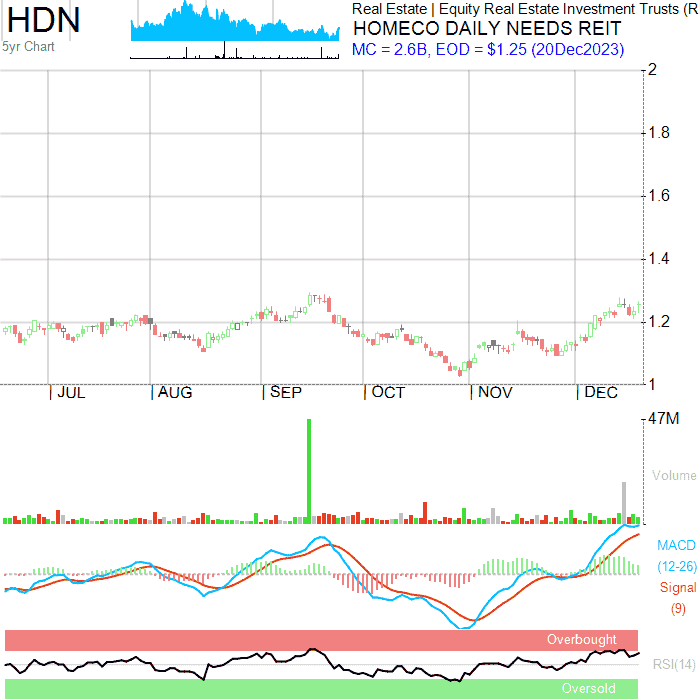 HDN
5yr Chart
Real Estate | Equity Real Estate Investment Trusts (R
HOMECO DAILY NEEDS REIT
MC = 2.6B, EOD = $1.25 (20Dec2023)
2
1.8
1.6
1.4
1.2
1
| JUL | AUG | SEP | OCT | NOV | DEC
47M
Volume
MACD
(12-26)
Signal
(9)
Overbought
RSI(14)
Oversold